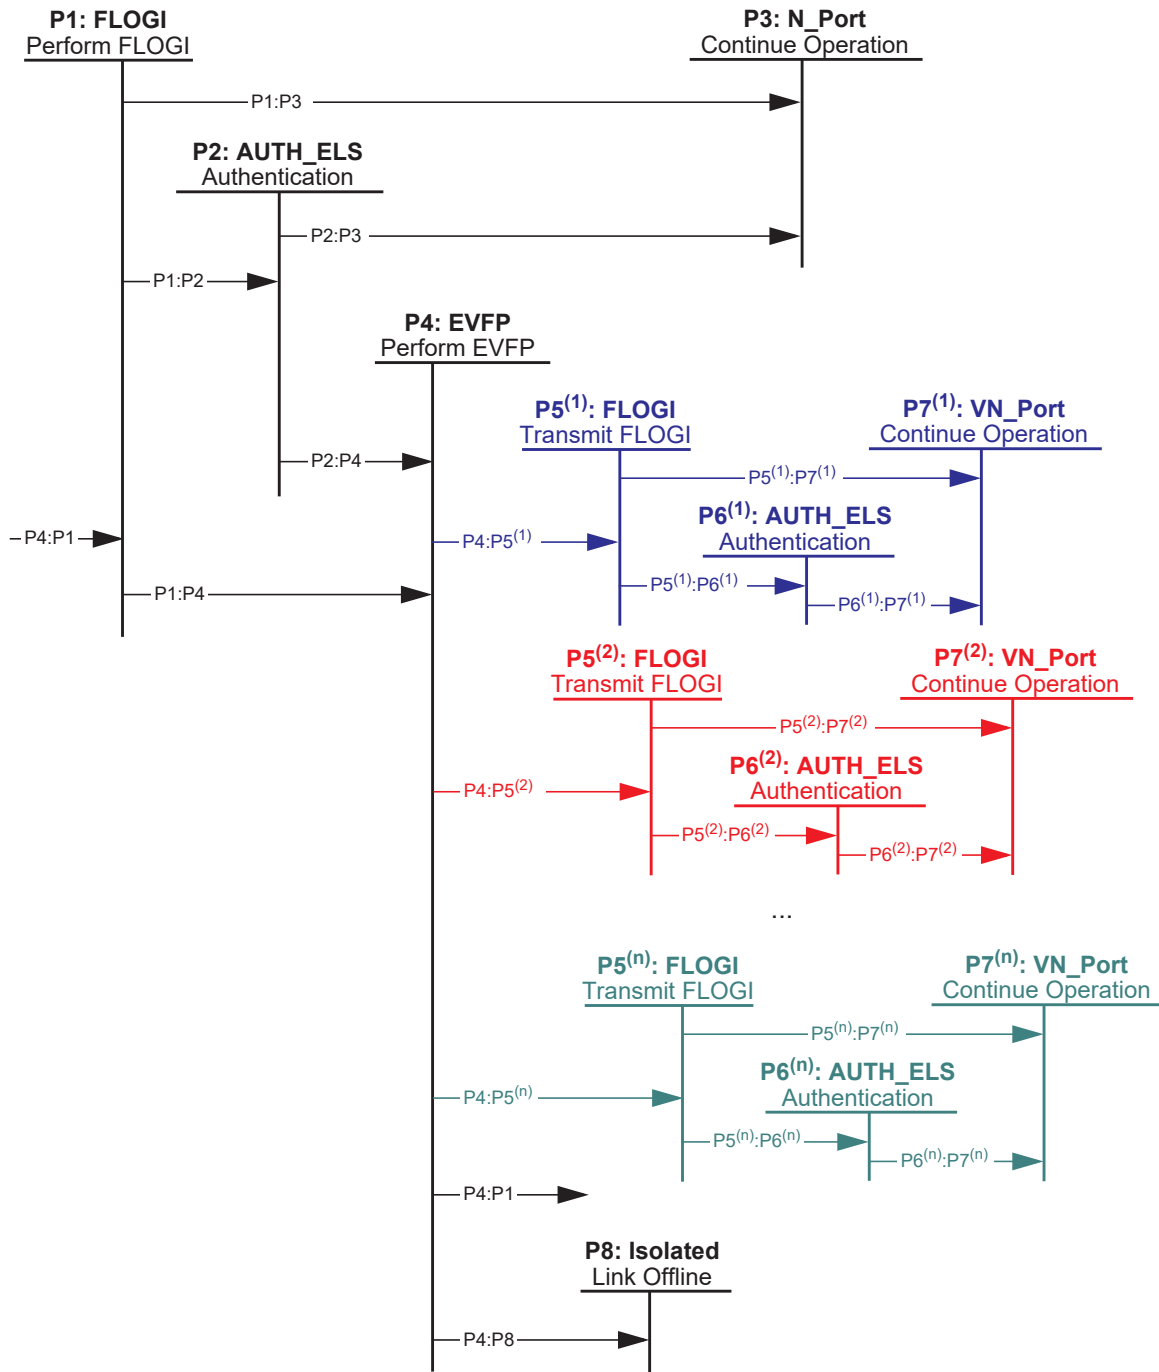 P1: FLOGI
Perform FLOGI
P3: N_Port
Continue Operation
P1:P3
P2: AUTH_ELS
Authentication
P2:P3
P1:P2
P4: EVFP
Perform EVFP
P5(1): FLOGI
Transmit FLOGI
P7(1): VN_Port
Continue Operation
P2:P4
P5(1):P7(1)
P6(1): AUTH_ELS
Authentication
P4:P1
P4:P5(1)
P5(1):P6(1)
P1:P4
P6(1):P7(1)
P5(2): FLOGI
Transmit FLOGI
P7(2): VN_Port
Continue Operation
P5(2):P7(2)
P6(2): AUTH_ELS
Authentication
P4:P5(2)
P5(2):P6(2)
P6(2):P7(2)
...
P5(n): FLOGI
Transmit FLOGI
P7(n): VN_Port
Continue Operation
P5(n):P7(n)
P6(n): AUTH_ELS
Authentication
P4:P5(n)
P5(n):P6(n)
P6(n):P7(n)
P4:P1
P8: Isolated
Link Offline
P4:P8